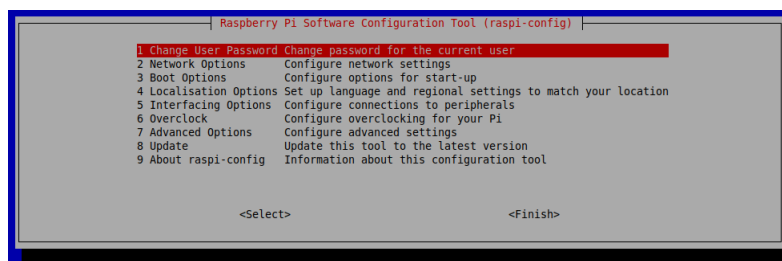 Raspberry Pi Software Configuration Tool (raspi-config)
1 Change User Password Change password for the current user
2 Network Options Configure network settings
3 Boot Options Configure options for start-up
4 Localisation Options Set up language and regional settings to match your location
5 Interfacing Options Configure connections to peripherals
6 Overclock Configure overclocking for your Pi
7 Advanced Options Configure advanced settings
8 Update Update this tool to the latest version
9 About raspi-config Information about this configuration tool
<Select> <Finish>